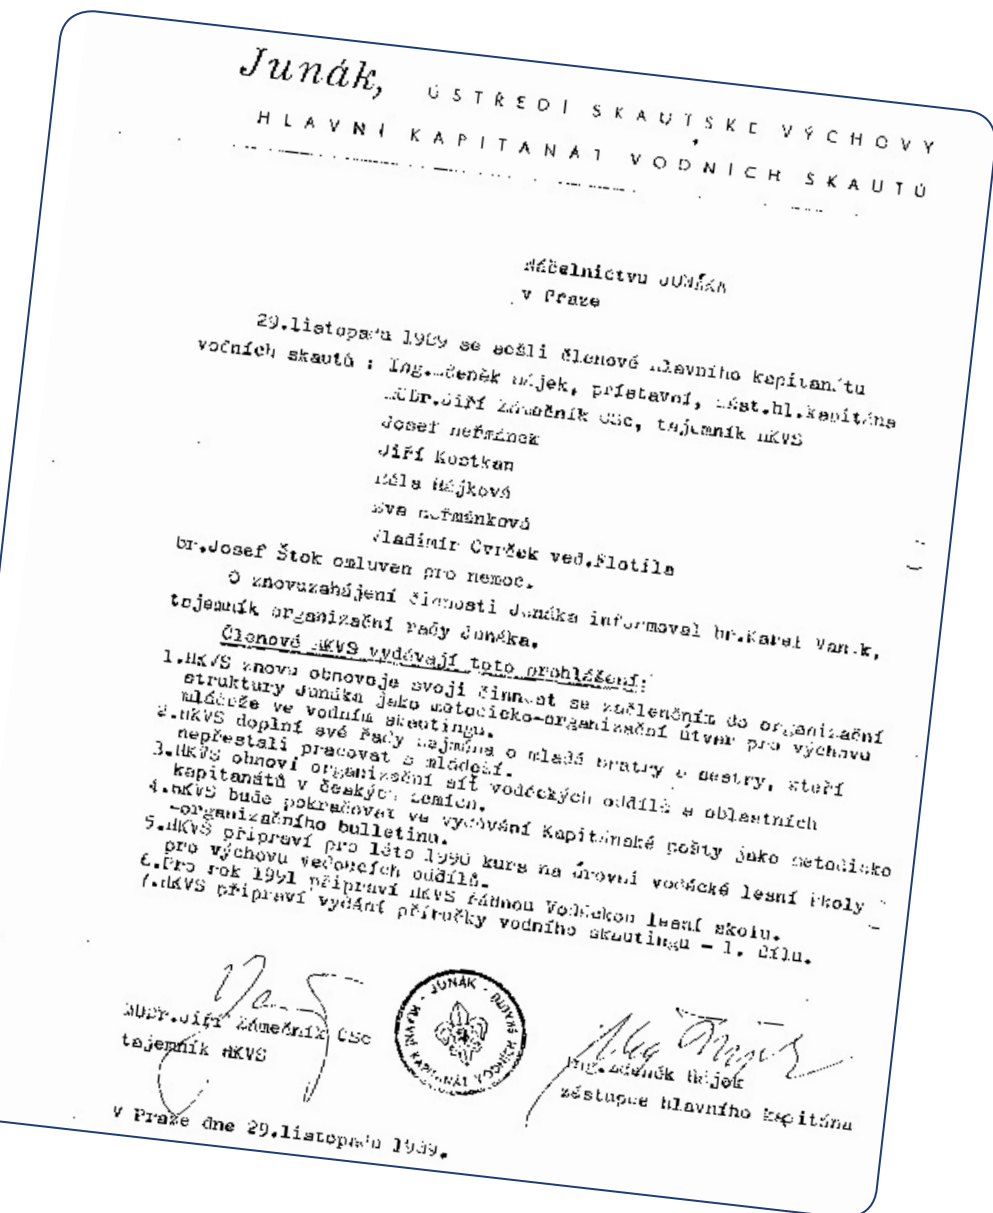 Junák, ÚSTŘEDÍ SKAUTSKÉ VÝCHOVY
HLAVNÍ KAPITANÁT VODNÍCH SKAUTŮ
Náčelnictvu JUNÁKA
v Praze
29.listopadu 1989 se sešli členové hlavního kapitanátu
vodních skautů : Ing. Hájek, přístavní, zást.hl.kapitána
MUDr.Jiří Zámečník CSc, tajemník HKVS
Josef Heřmánek
Jiří Kostkan
Hájková
Eva Heřmánková
Vladimír Cvrček ved.Flotila
br.Josef Štok omluven pro nemoc.
O znovuzahájení činnosti Junáka informoval br.Karel
tajemník organizační rady Junáka.
Členové HKVS vydávají toto prohlášení:
1.HKVS znovu obnovuje svoji činnost se začleněním do organizační
struktury Junáka jako metodicko-organizační útvar pro výchovu
mládeže ve vodním skautingu.
2.HKVS doplní své řady zejména o mladé bratry a sestry, kteří
nepřestali pracovat s mládeží.
3.HKVS obnoví organizační síť vodáckých oddílů a oblastních
kapitanátů v českých zemích.
4.HKVS bude pokračovat ve vydávání Kapitánské pošty jako metodicko
-organizačního bulletinu.
5.HKVS připraví pro léto 1990 kurs na úrovni vodácké lesní školy
pro výchovu vedoucích oddílů.
6.Pro rok 1991 připraví HKVS řádnou Vodáckou lesní školu.
7.HKVS připraví vydání příručky vodního skautingu - 1. dílu.
MUDr.Jiří Zámečník CSc
tajemník HKVS
JUNÁK - HLAVNÍ KAPITANÁT VODNÍCH SKAUTŮ
Ing.Zdeněk Hájek
zástupce hlavního kapitána
V Praze dne 29.listopadu 1989.